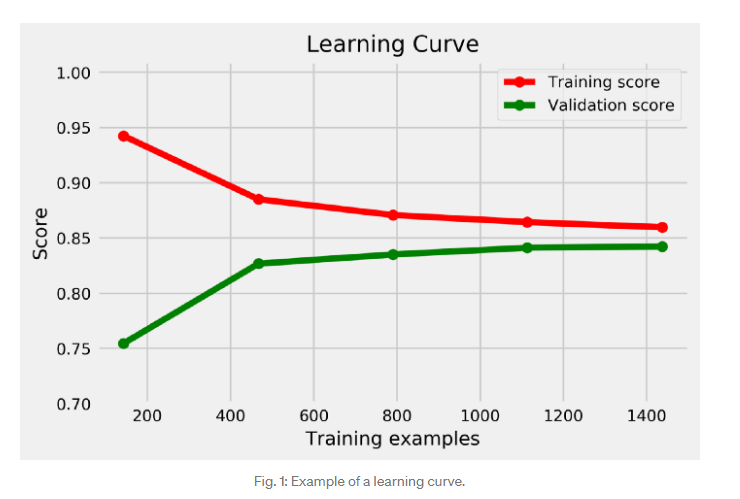 Learning Curve
1.00
Training score
Validation score
0.95
0.90
0.85
0.80
0.75
0.70
Score
200 400 600 800 1000 1200 1400
Training examples
Fig. 1: Example of a learning curve.